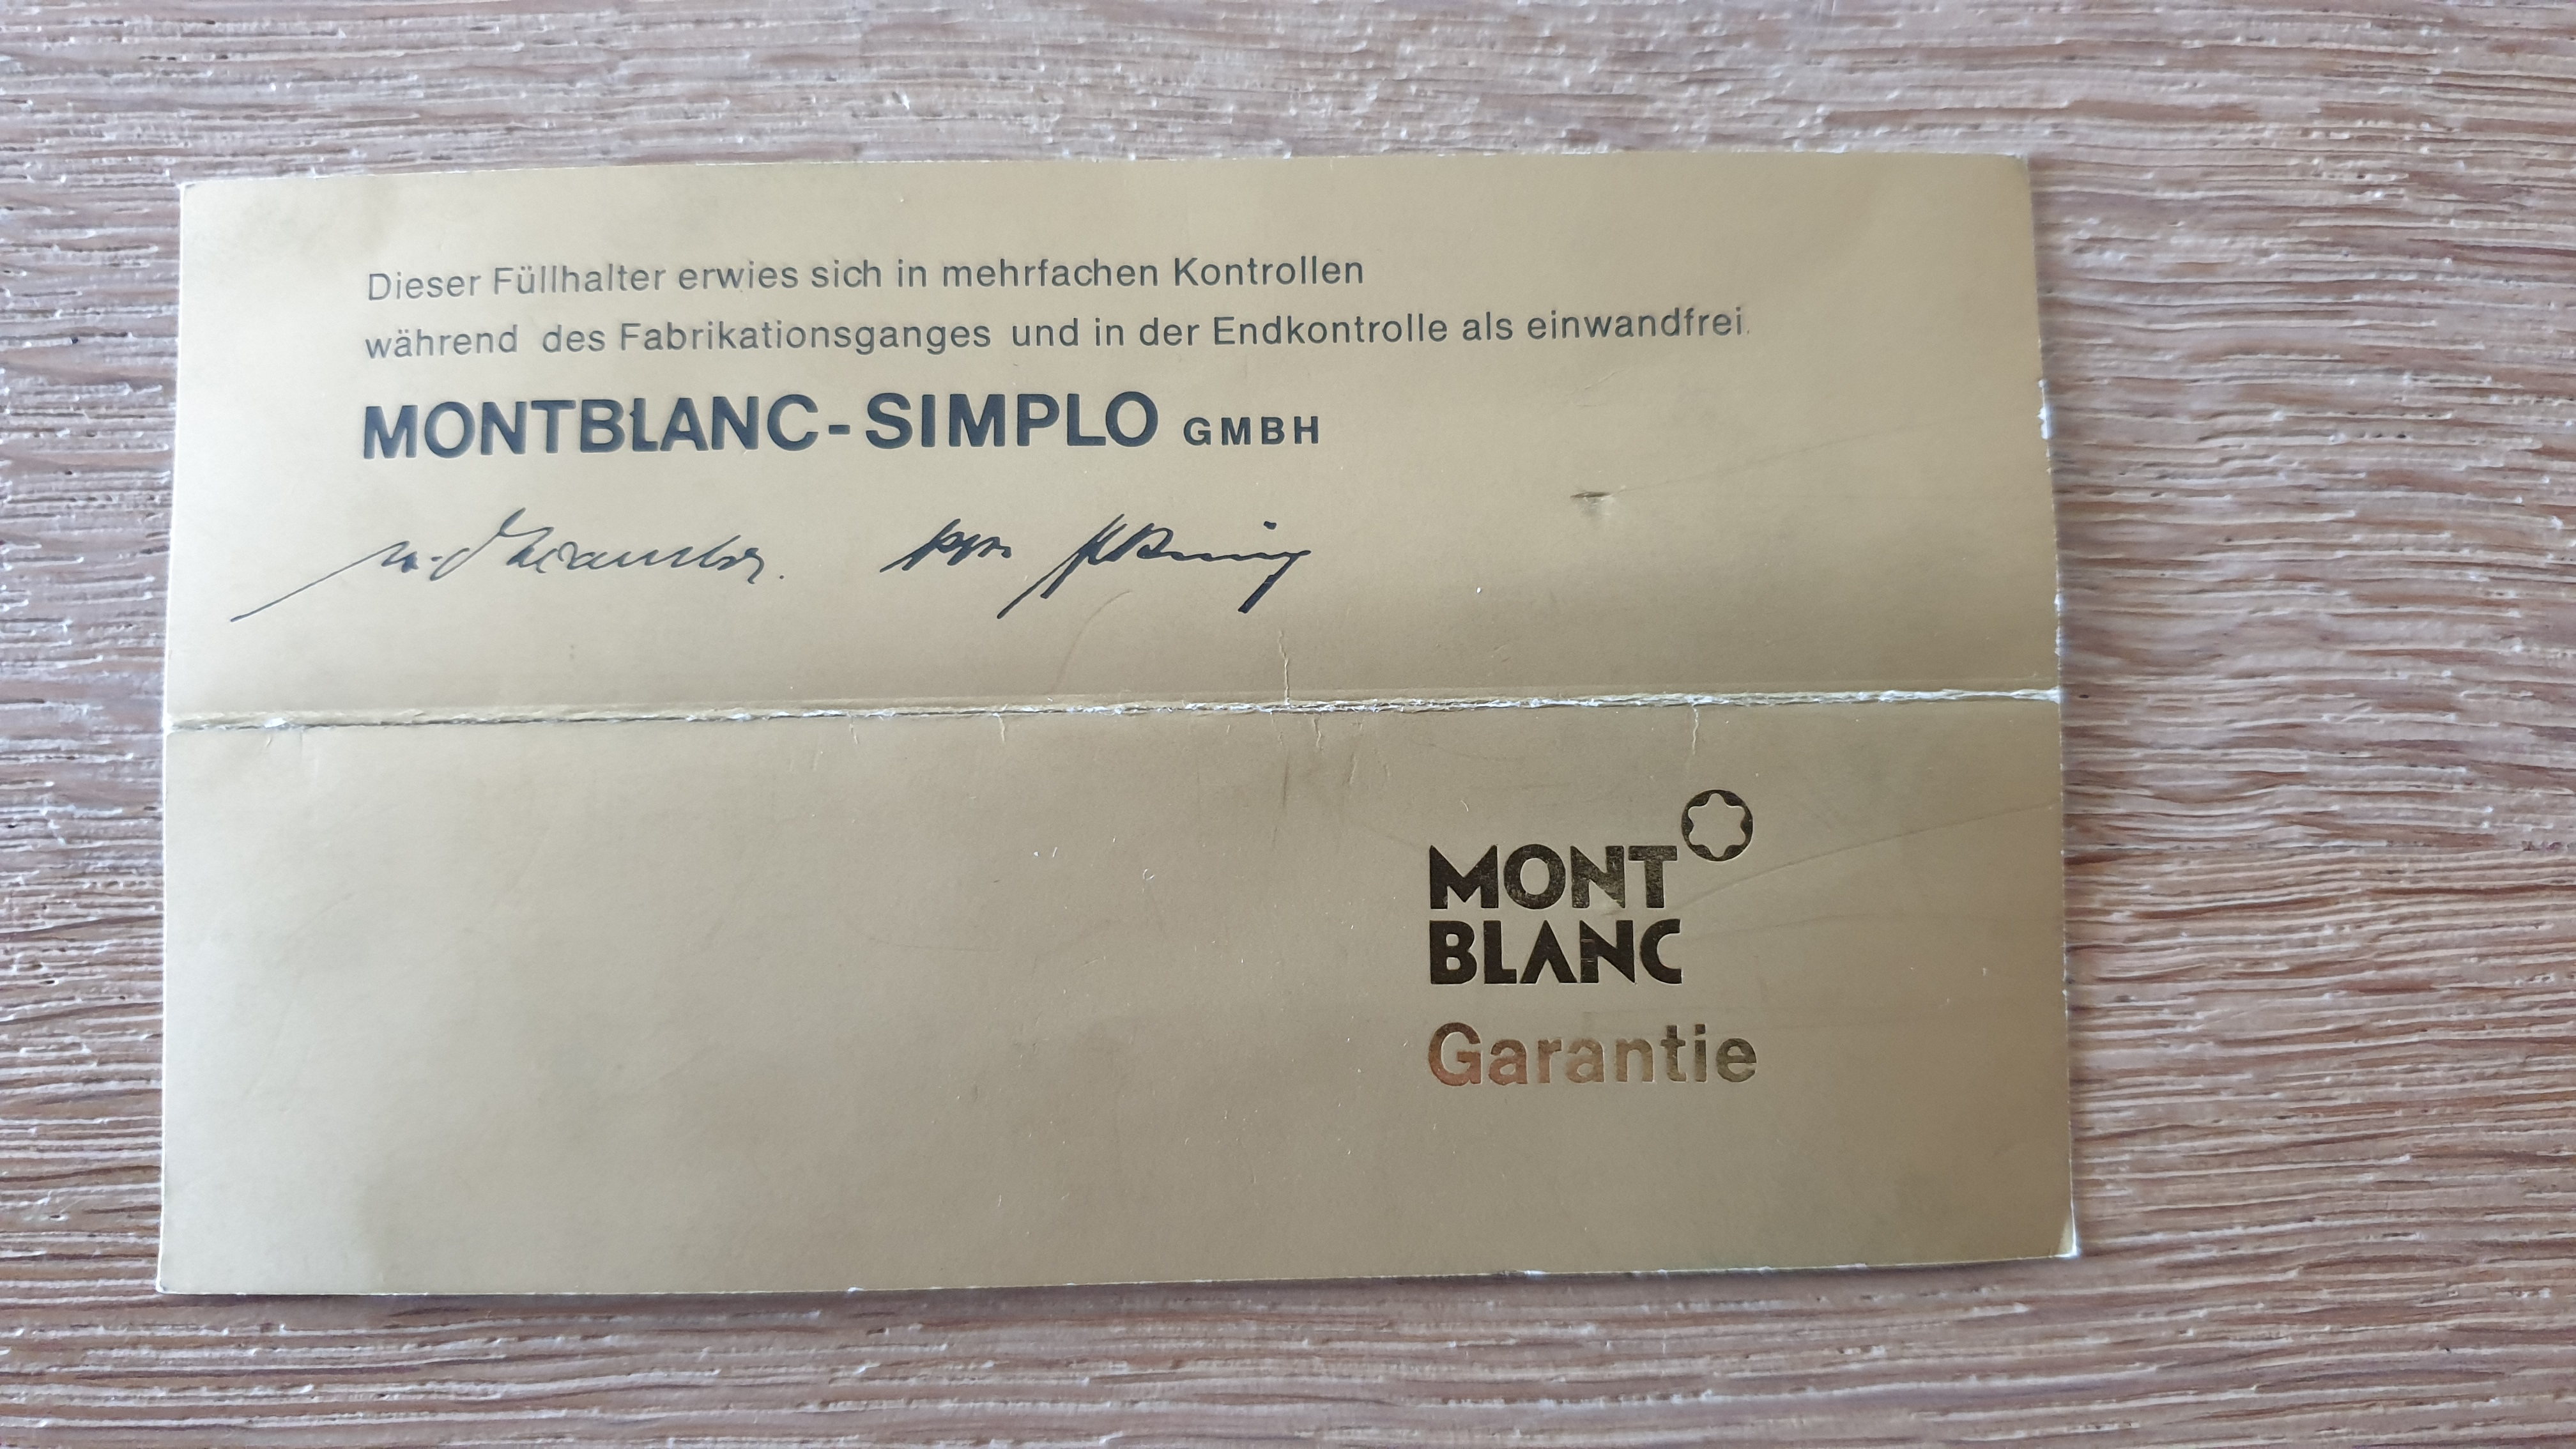 Dieser Füllhalter erwies sich in mehrfachen Kontrollen
während des Fabrikationsganges und in der Endkontrolle als einwandfrei.
MONTBLANC-SIMPLO GMBH
ppa.
MONT
BLANC
Garantie